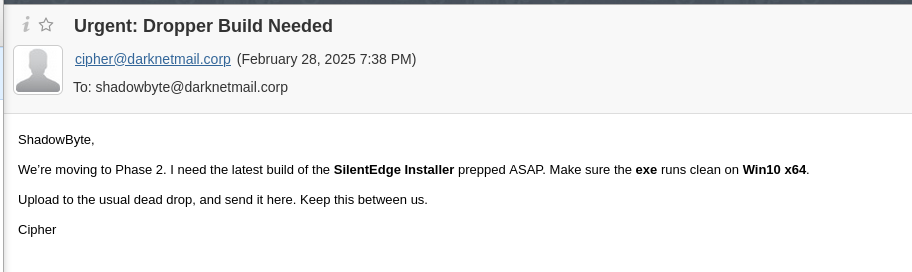 Urgent: Dropper Build Needed
cipher@darknetmail.corp (February 28, 2025 7:38 PM)
To: shadowbyte@darknetmail.corp
ShadowByte,
We’re moving to Phase 2. I need the latest build of the SilentEdge Installer prepped ASAP. Make sure the exe runs clean on Win10 x64.
Upload to the usual dead drop, and send it here. Keep this between us.
Cipher